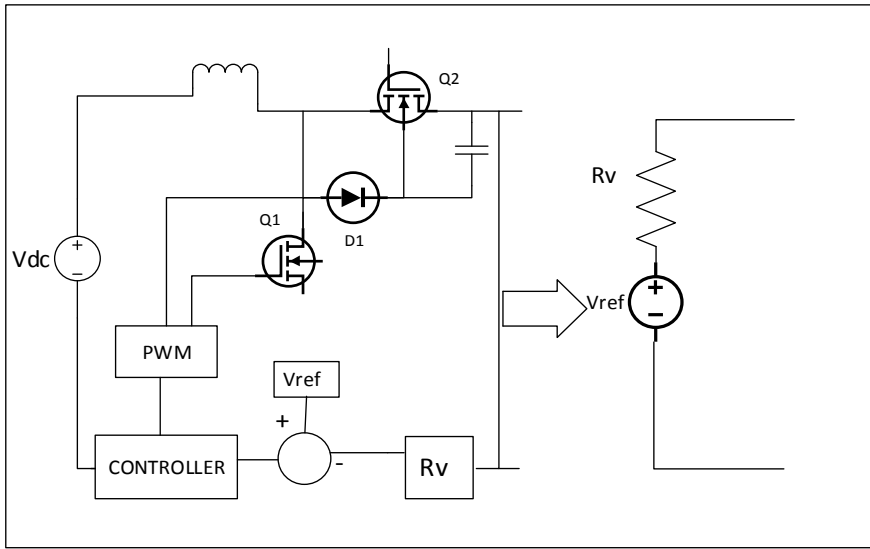 Q2
Rv
Q1
D1
+
−
Vdc
+
−
Vref
PWM
Vref
+
CONTROLLER
-
Rv